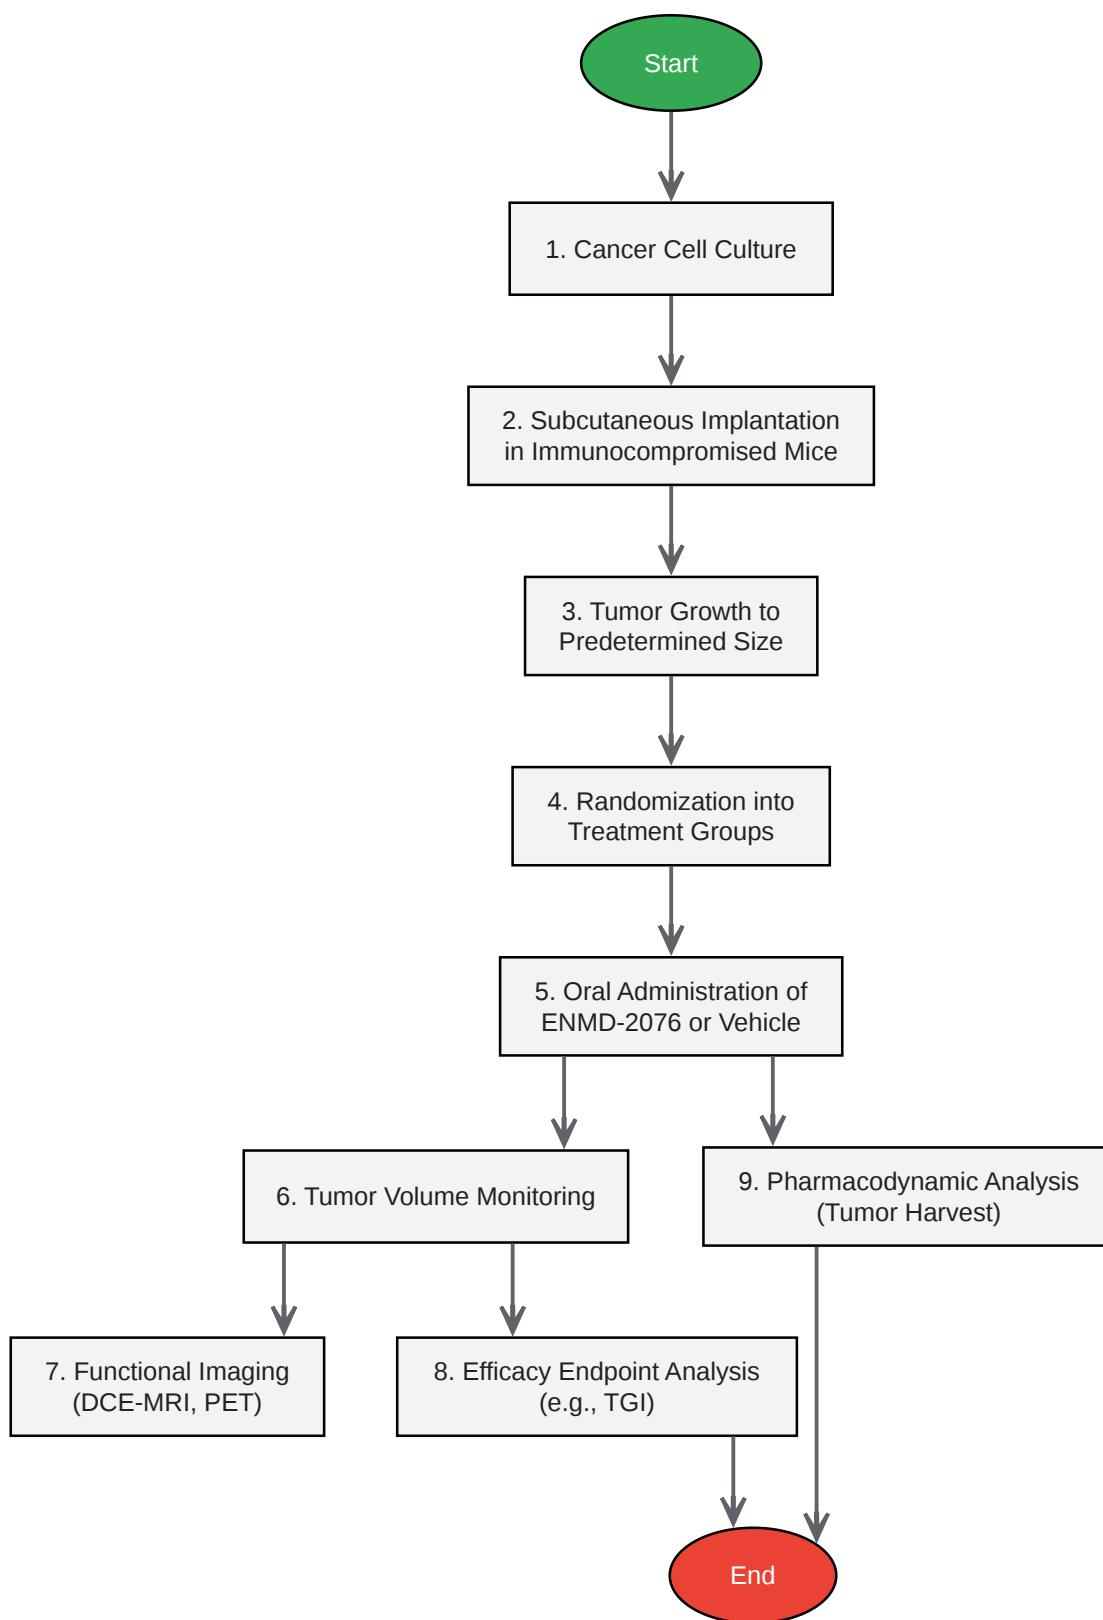 Start
1. Cancer Cell Culture
2. Subcutaneous Implantation
in Immunocompromised Mice
3. Tumor Growth to
Predetermined Size
4. Randomization into
Treatment Groups
5. Oral Administration of
ENMD-2076 or Vehicle
6. Tumor Volume Monitoring
9. Pharmacodynamic Analysis
(Tumor Harvest)
7. Functional Imaging
(DCE-MRI, PET)
8. Efficacy Endpoint Analysis
(e.g., TGI)
End